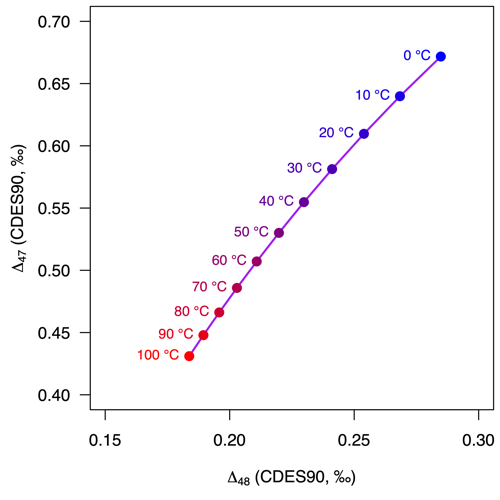 0.70
0.65
0.60
0.55
0.50
0.45
0.40
Δ47 (CDES90, ‰)
0 °C
10 °C
20 °C
30 °C
40 °C
50 °C
60 °C
70 °C
80 °C
90 °C
100 °C
0.15 0.20 0.25 0.30
Δ48 (CDES90, ‰)